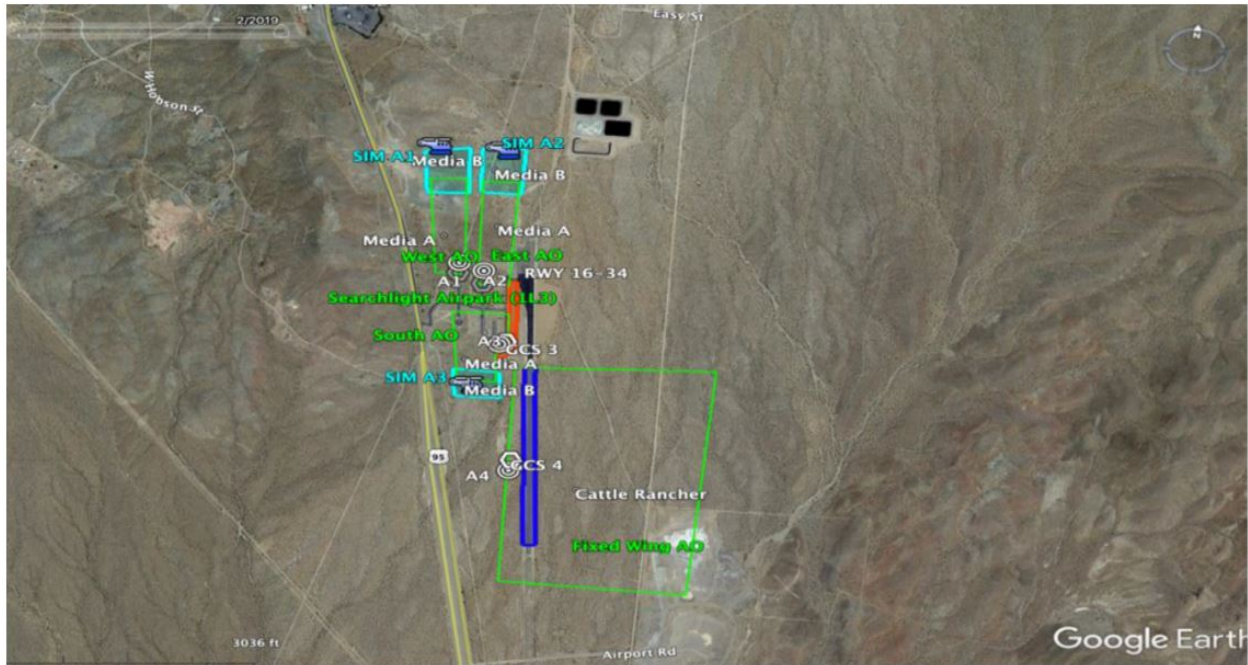 2/2019
Easy St
N
W Hobson St
SIM A2
SIM-A1
Media B
Media B
Media A
Media A
West AO
East AO
A1
A2
RWY 16-34
Searchlight Airpark (1L3)
South AO
A3
GCS 3
Media A
SIM A3
Media B
95
GCS 4
A4
Cattle Rancher
Fixed Wing AO
3036 ft
Airport Rd
Google Earth